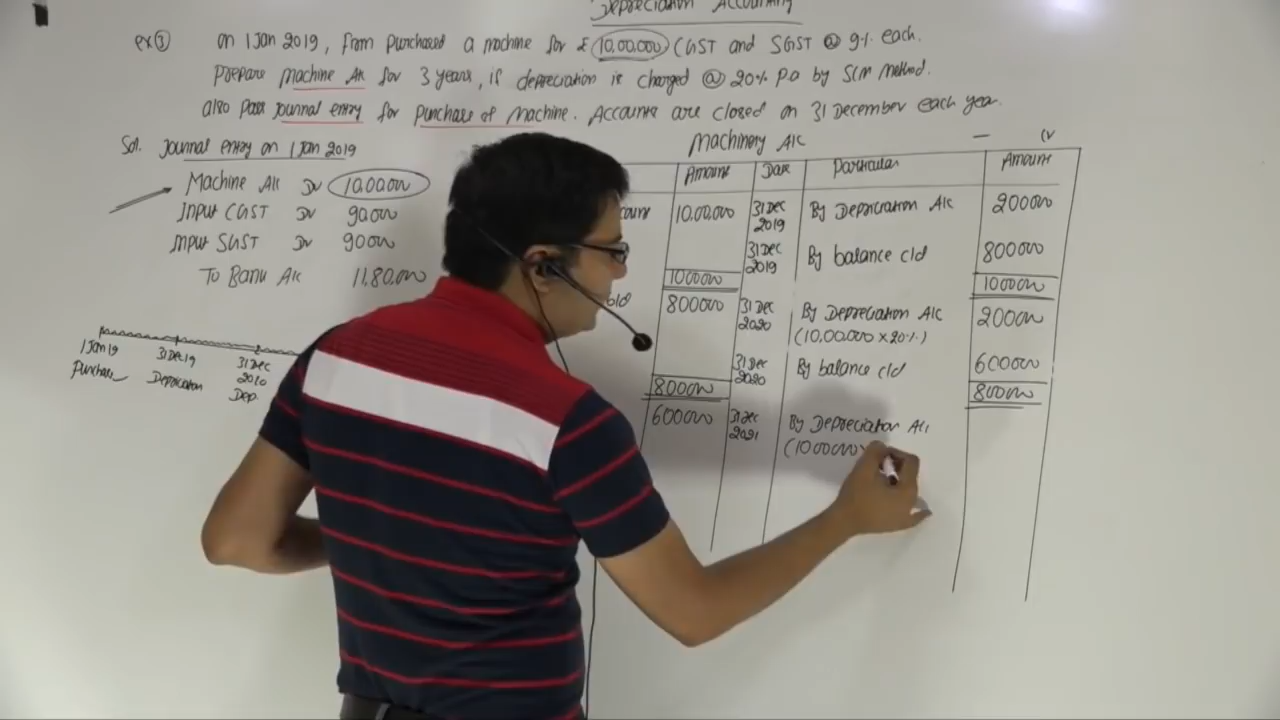 Depreciation Accounting
ex ③ on 1 Jan 2019, from purchased a machine for ₹ 10,00,000 CGST and SGST @ 9% each.
Prepare Machine A/c for 3 years, if depreciation is charged @ 20% P.a by SLM Method.
also pass journal entry for purchase of Machine. Accounts are closed on 31 December each year.
Sol. Journal entry on 1 Jan 2019
Machine A/c Dr 10,00,000
Input CGST Dr 90000
Input SGST Dr 90000
To Bank A/c 11,80,000
1 Jan 19 31 Dec 19 31 Dec 2020
Purchase Depreciation Dep.
Machinery A/c
Amount Date Particular Amount
10,00,000 31 Dec 2019 By Depreciation A/c 200000
31 Dec 2019 By balance c/d 800000
1000000 1000000
800000 31 Dec 2020 By Depreciation A/c 200000
(10,00,000 x 20%)
31 Dec 2020 By balance c/d 600000
800000 800000
600000 31 Dec 2021 By Depreciation A/c
(1000000 x